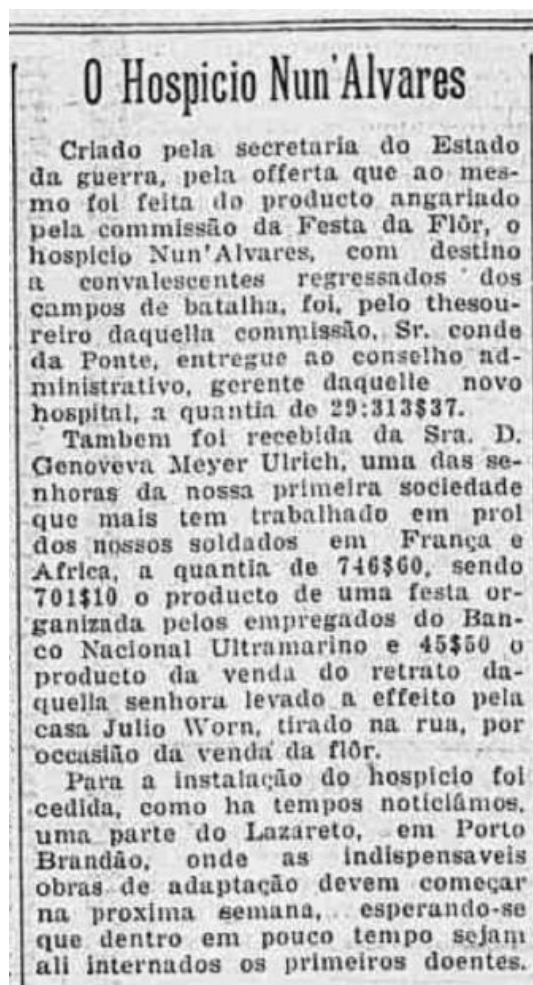 O Hospicio Nun'Alvares
Criado pela secretaria do Estado
da guerra, pela offerta que ao mes-
mo foi feita do producto angariado
pela commissão da Festa da Flôr, o
hospicio Nun'Alvares, com destino
a convalescentes regressados dos
campos de batalha, foi, pelo thesou-
reiro daquella commissão, Sr. conde
da Ponte, entregue ao conselho ad-
ministrativo, gerente daquelle novo
hospital, a quantia de 29:313$37.
Tambem foi recebida da Sra. D.
Genoveva Meyer Ulrich, uma das se-
nhoras da nossa primeira sociedade
que mais tem trabalhado em prol
dos nossos soldados em França e
Africa, a quantia de 746$60, sendo
701$10 o producto de uma festa or-
ganizada pelos empregados do Ban-
co Nacional Ultramarino e 45$50 o
producto da venda do retrato da-
quella senhora levado a effeito pela
casa Julio Worn, tirado na rua, por
occasião da venda da flôr.
Para a instalação do hospicio foi
cedida, como ha tempos noticiâmos,
uma parte do Lazareto, em Porto
Brandão, onde as indispensaveis
obras de adaptação devem começar
na proxima semana, esperando-se
que dentro em pouco tempo sejam
ali internados os primeiros doentes.